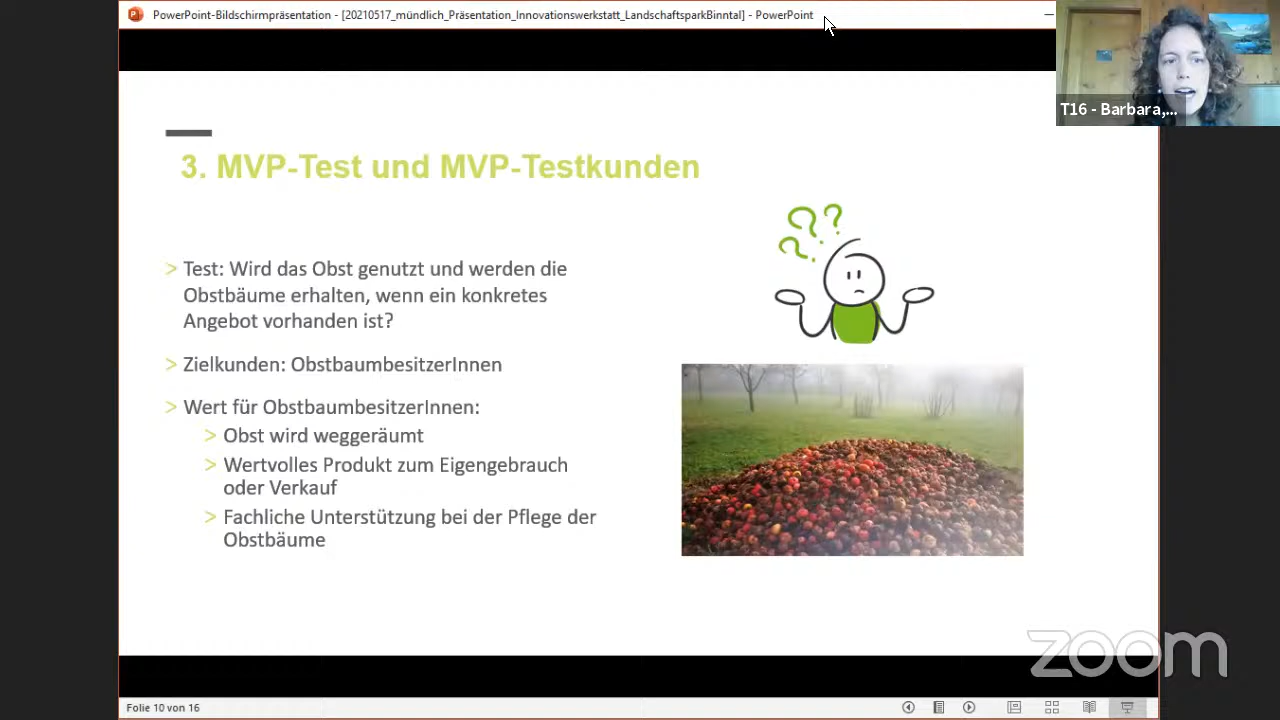 PowerPoint-Bildschirmpräsentation - [20210517_mündlich_Präsentation_Innovationswerkstatt_LandschaftsparkBinntal] - PowerPoint
T16 - Barbara,...
3. MVP-Test und MVP-Testkunden
???
> Test: Wird das Obst genutzt und werden die
Obstbäume erhalten, wenn ein konkretes
Angebot vorhanden ist?
> Zielkunden: ObstbaumbesitzerInnen
> Wert für ObstbaumbesitzerInnen:
> Obst wird weggeräumt
> Wertvolles Produkt zum Eigengebrauch
oder Verkauf
> Fachliche Unterstützung bei der Pflege der
Obstbäume
zoom
Folie 10 von 16